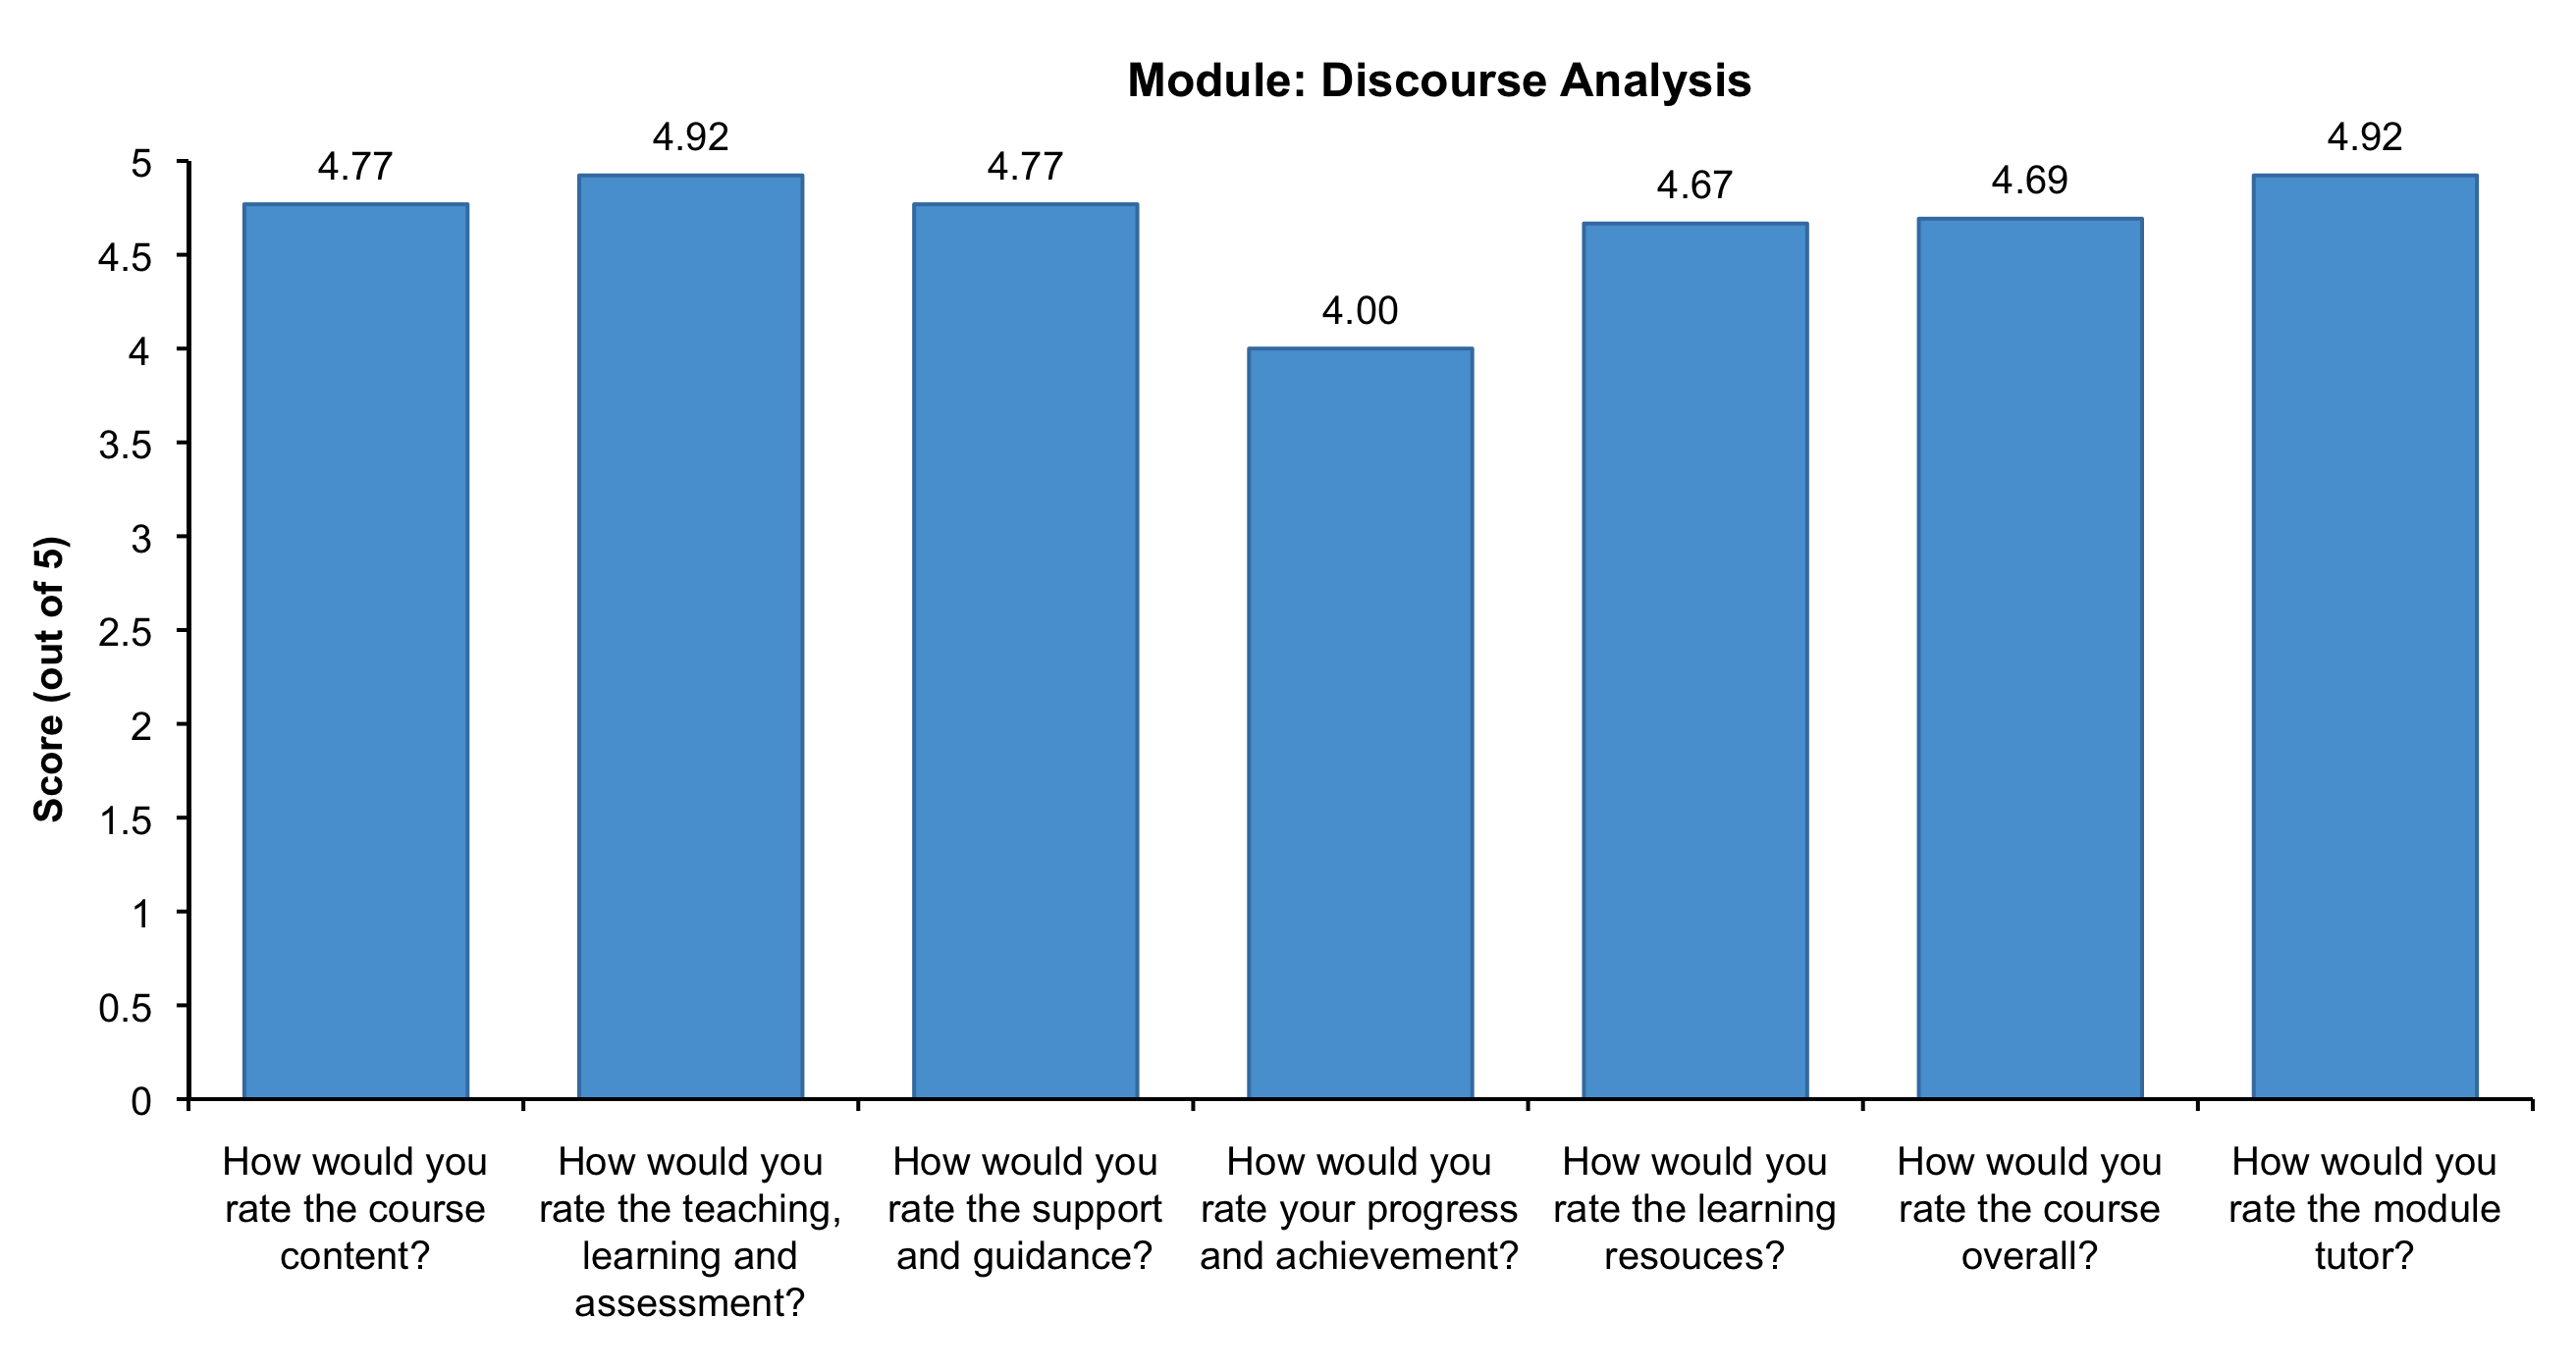 Module: Discourse Analysis
4.77
4.92
4.77
4.00
4.67
4.69
4.92
5
4.5
4
3.5
3
2.5
2
1.5
1
0.5
0
Score (out of 5)
How would you
rate the course
content?
How would you
rate the teaching,
learning and
assessment?
How would you
rate the support
and guidance?
How would you
rate your progress
and achievement?
How would you
rate the learning
resouces?
How would you
rate the course
overall?
How would you
rate the module
tutor?